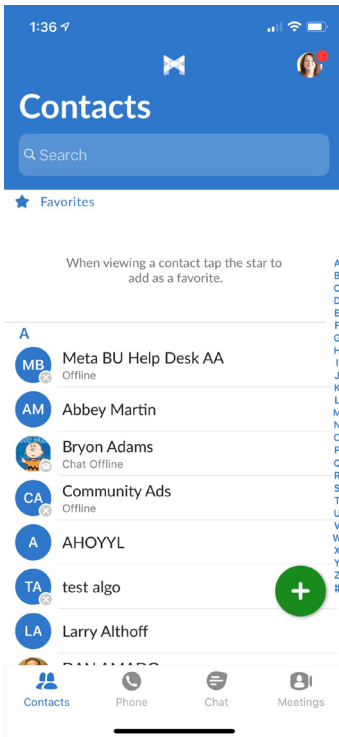 1:36
Contacts
Search
Favorites
When viewing a contact tap the star to
add as a favorite.
A
MB
Meta BU Help Desk AA
Offline
AM
Abbey Martin
Bryon Adams
Chat Offline
CA
Community Ads
Offline
A
AHOYYL
TA
test algo
LA
Larry Althoff
A
B
C
D
E
F
G
H
I
J
K
L
M
N
O
P
Q
R
S
T
U
V
W
X
Y
Z
#
+
Contacts
Phone
Chat
Meetings